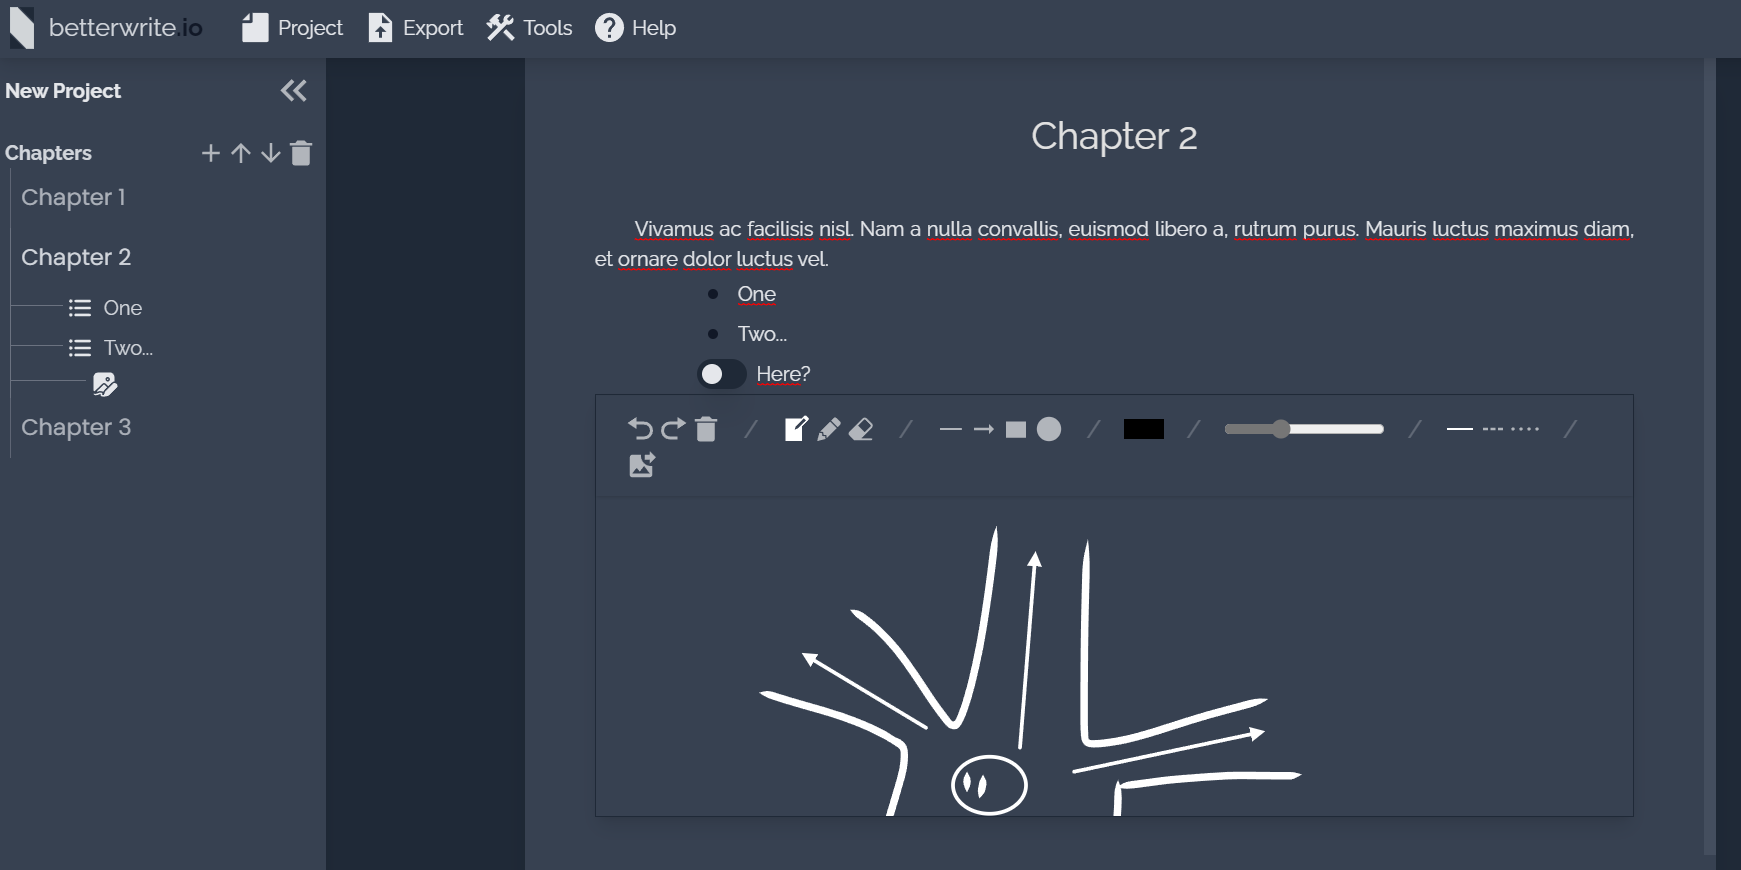 betterwrite.io
Project
Export
Tools
Help
New Project
Chapters
Chapter 1
Chapter 2
One
Two...
Chapter 3
Chapter 2
Vivamus ac facilisis nisl. Nam a nulla convallis, euismod libero a, rutrum purus. Mauris luctus maximus diam,
et ornare dolor luctus vel.
One
Two...
Here?